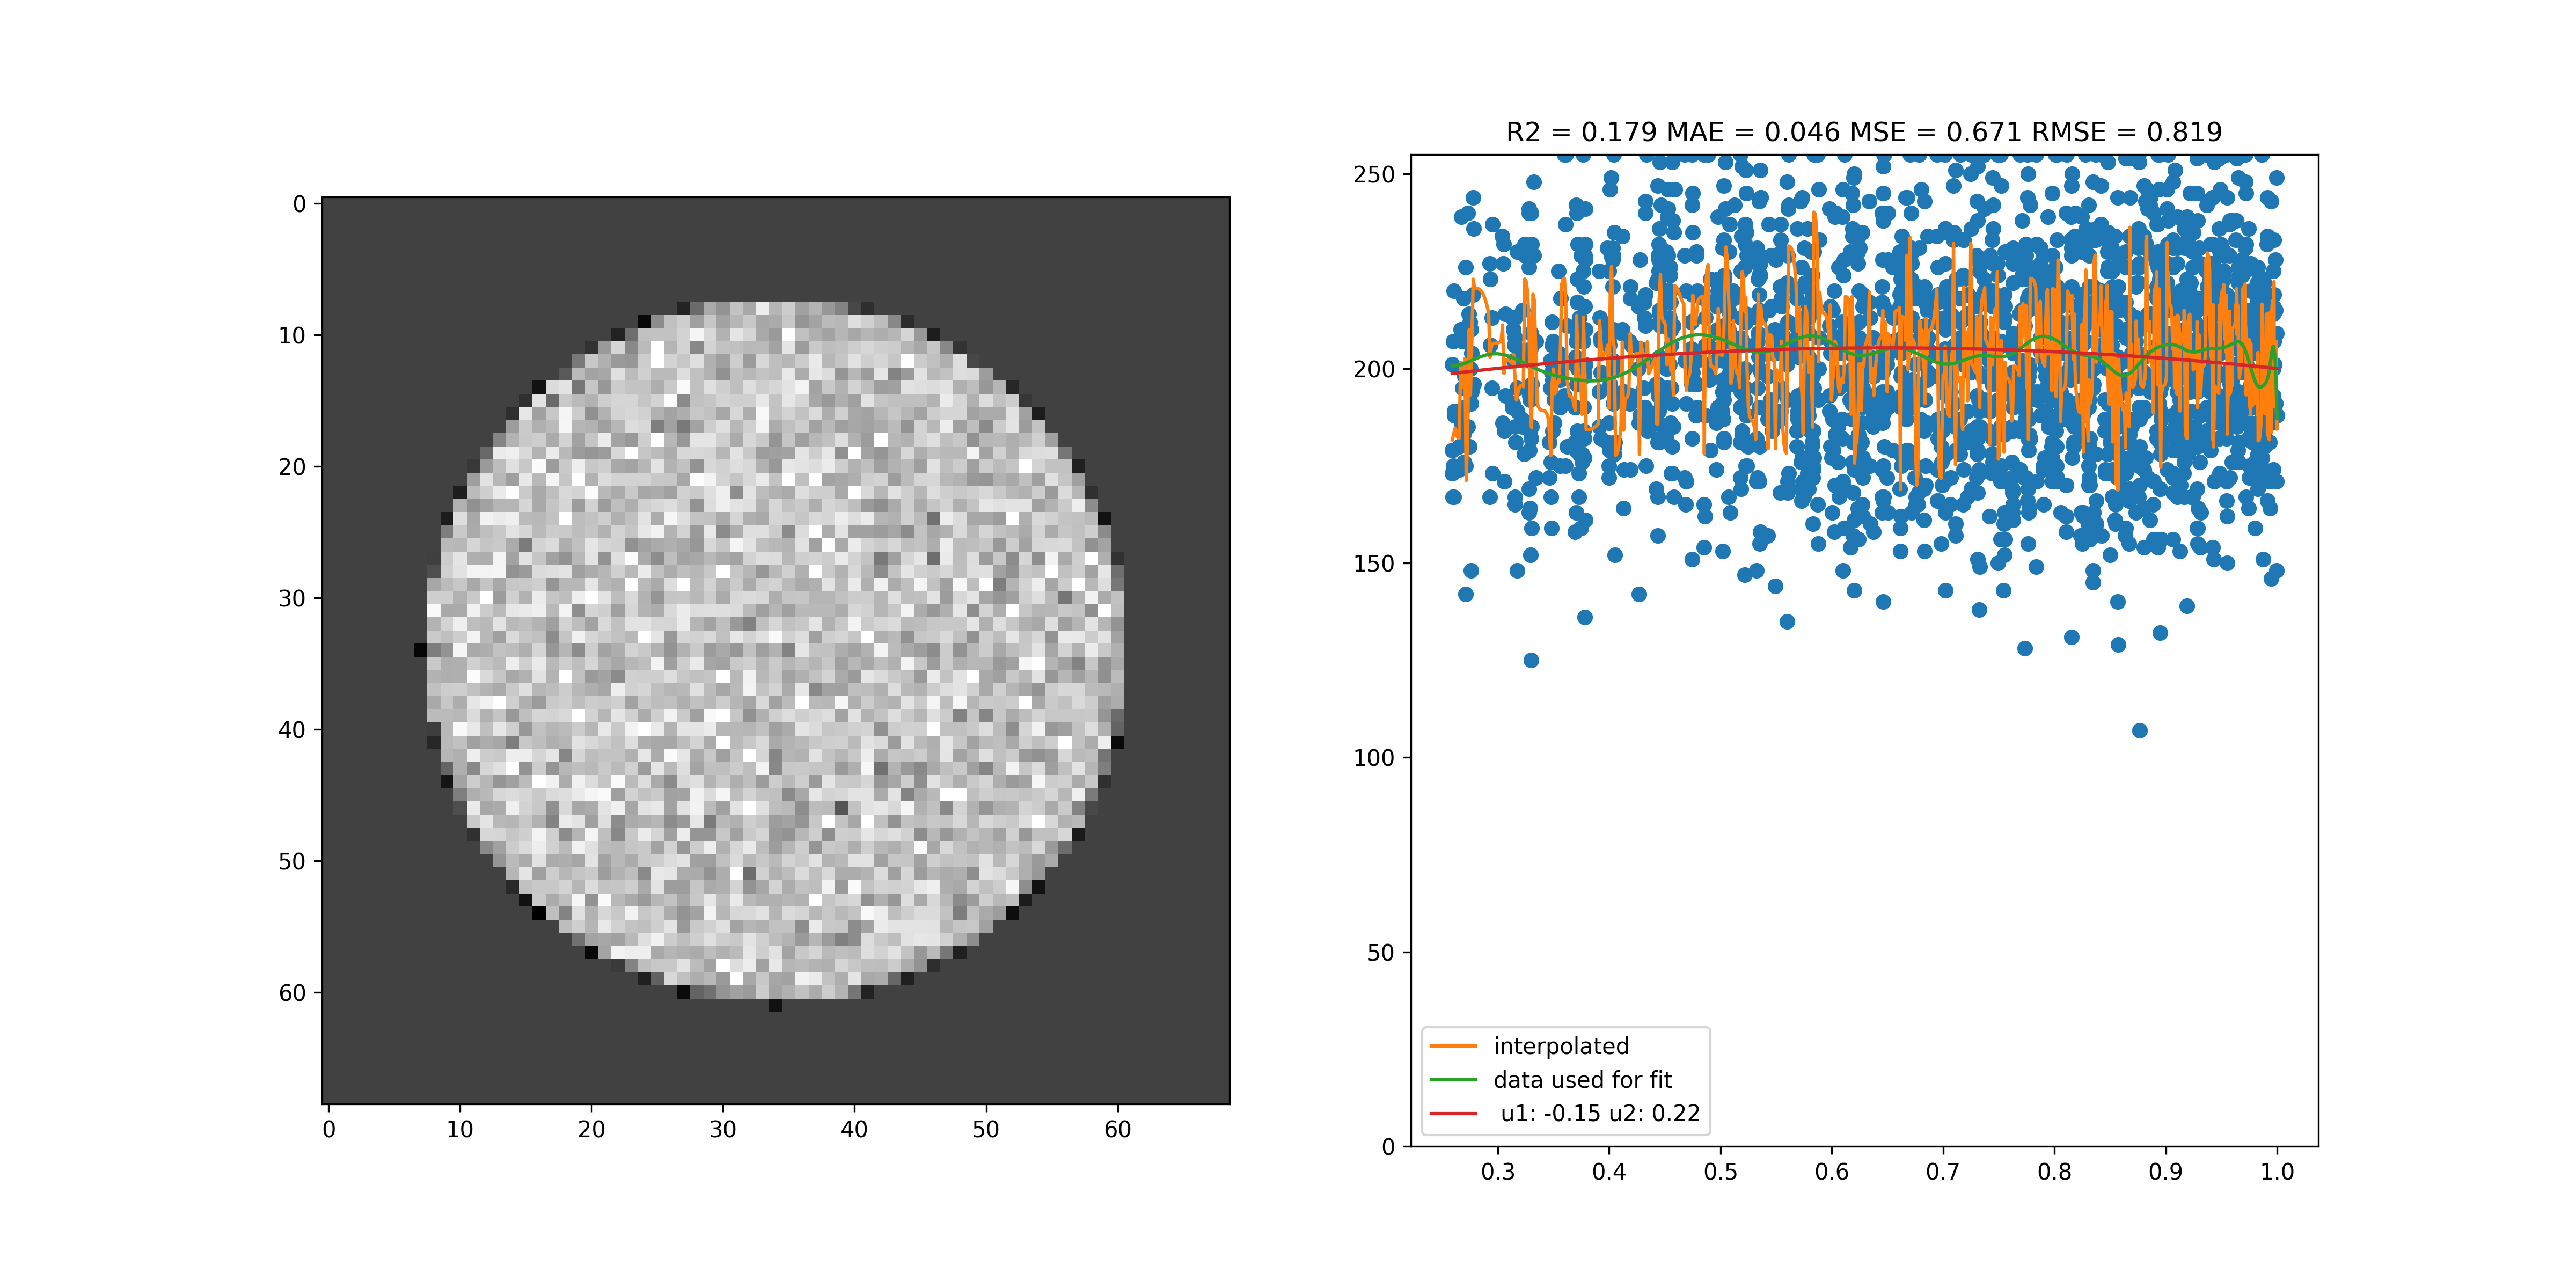 R2 = 0.179 MAE = 0.046 MSE = 0.671 RMSE = 0.819
0
10
20
30
40
50
60
0 10 20 30 40 50 60
250
200
150
100
50
0
interpolated
data used for fit
u1: -0.15 u2: 0.22
0.3 0.4 0.5 0.6 0.7 0.8 0.9 1.0